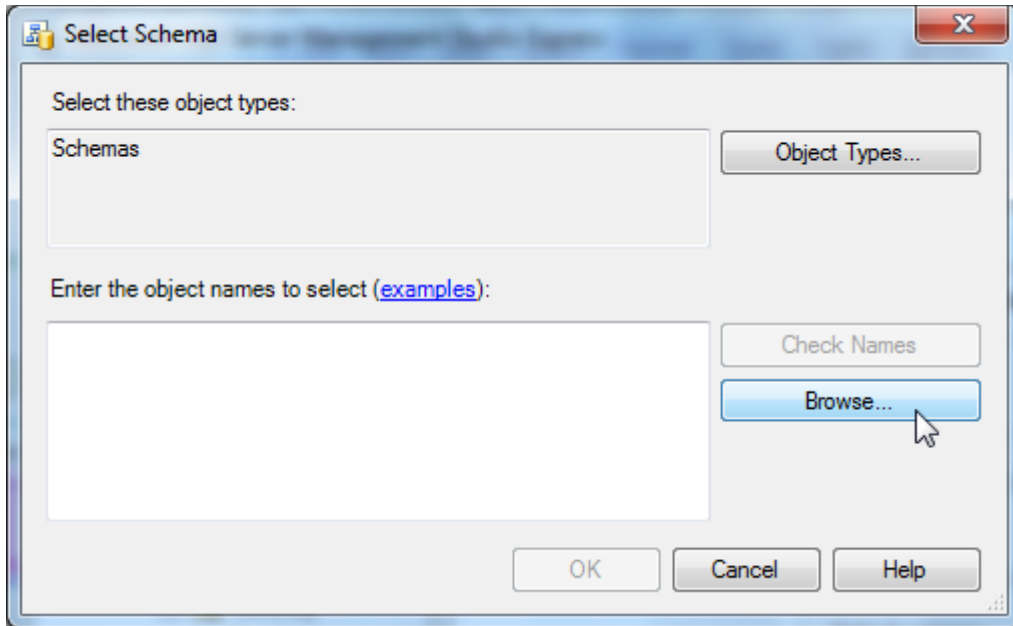 Select Schema
Select these object types:
Schemas
Object Types...
Enter the object names to select (examples):
Check Names
Browse...
OK
Cancel
Help